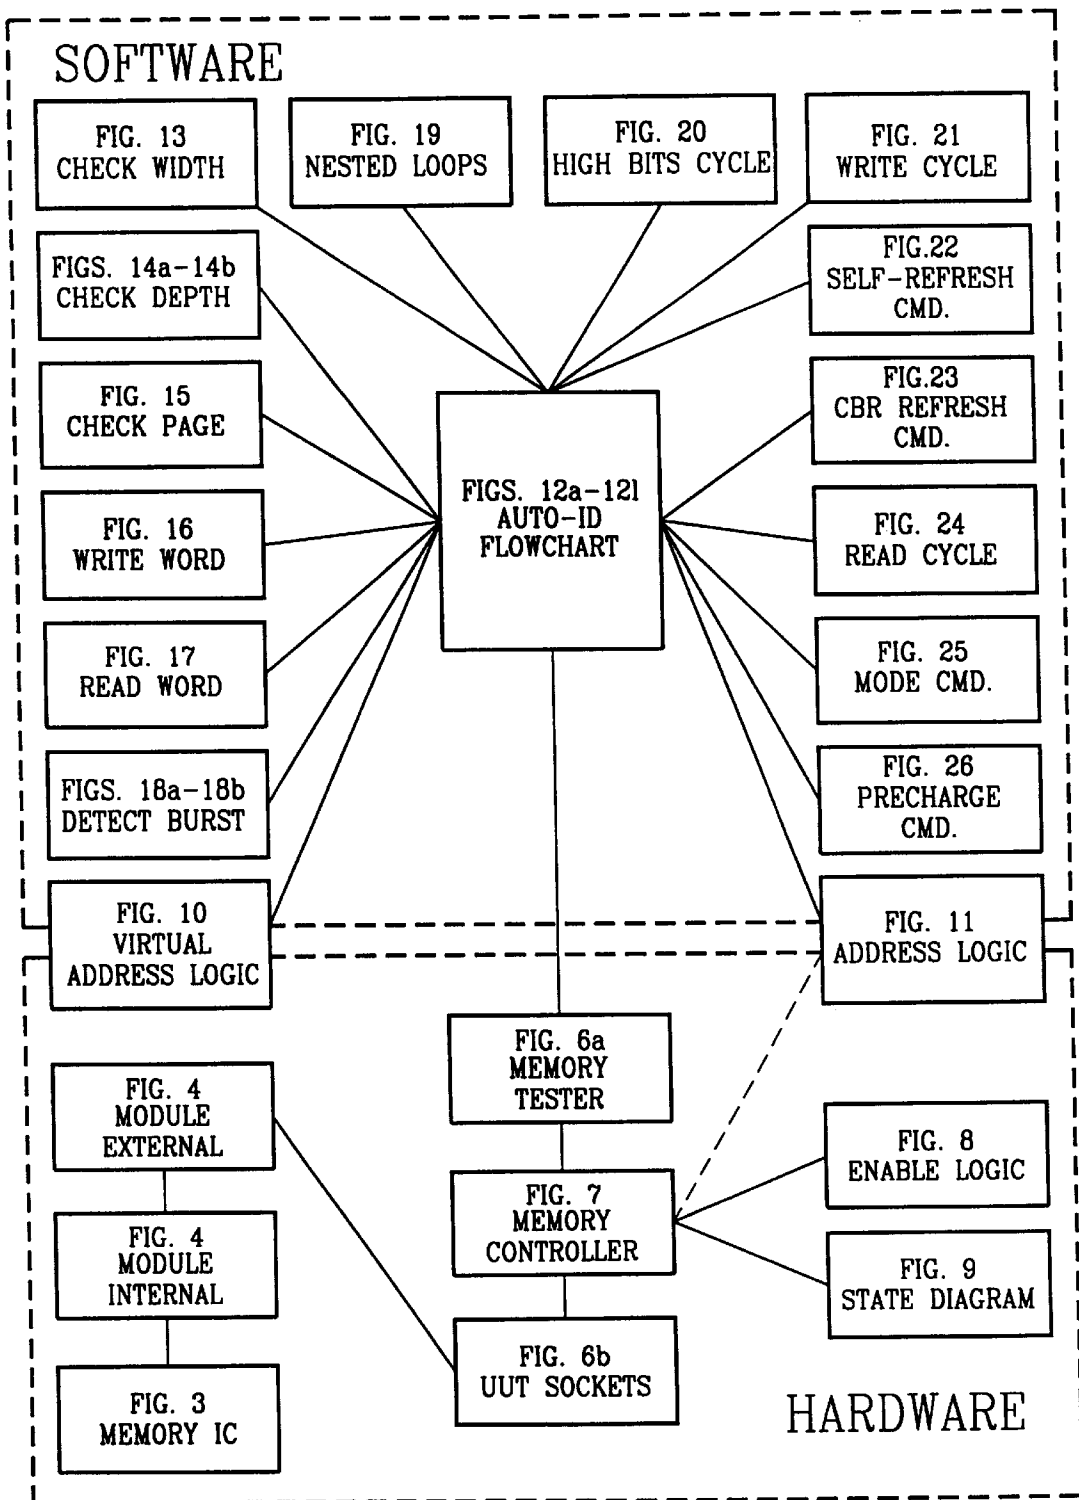 SOFTWARE
FIG. 13
CHECK WIDTH
FIG. 19
NESTED LOOPS
FIG. 20
HIGH BITS CYCLE
FIG. 21
WRITE CYCLE
FIGS. 14a-14b
CHECK DEPTH
FIG.22
SELF-REFRESH
CMD.
FIG. 15
CHECK PAGE
FIGS. 12a-12l
AUTO-ID
FLOWCHART
FIG.23
CBR REFRESH
CMD.
FIG. 16
WRITE WORD
FIG. 24
READ CYCLE
FIG. 17
READ WORD
FIG. 25
MODE CMD.
FIGS. 18a-18b
DETECT BURST
FIG. 26
PRECHARGE
CMD.
FIG. 10
VIRTUAL
ADDRESS LOGIC
FIG. 11
ADDRESS LOGIC
FIG. 6a
MEMORY
TESTER
FIG. 4
MODULE
EXTERNAL
FIG. 8
ENABLE LOGIC
FIG. 7
MEMORY
CONTROLLER
FIG. 4
MODULE
INTERNAL
FIG. 9
STATE DIAGRAM
FIG. 6b
UUT SOCKETS
FIG. 3
MEMORY IC
HARDWARE